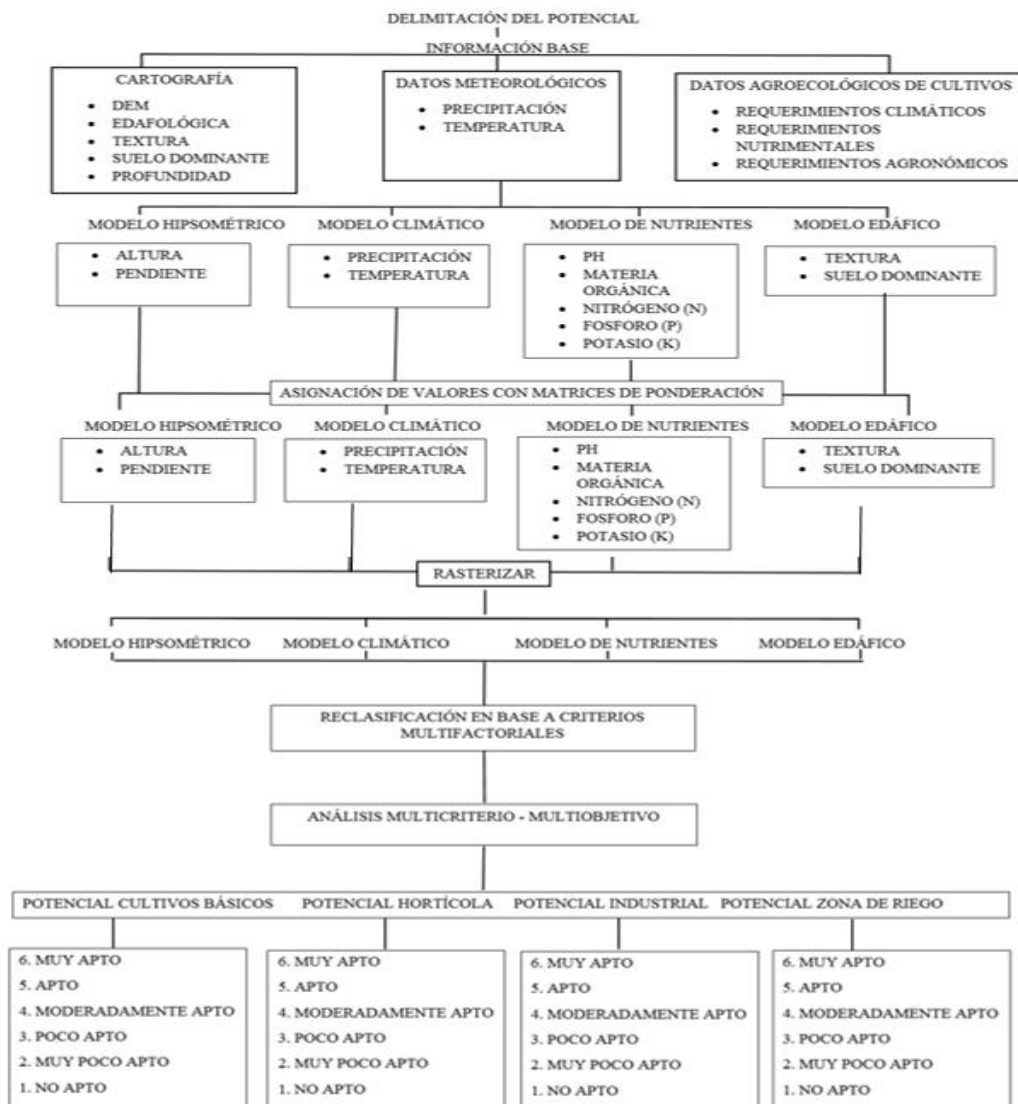 DELIMITACIÓN DEL POTENCIAL
INFORMACIÓN BASE
CARTOGRAFÍA
• DEM
• EDAFOLÓGICA
• TEXTURA
• SUELO DOMINANTE
• PROFUNDIDAD
DATOS METEOROLÓGICOS
• PRECIPITACIÓN
• TEMPERATURA
DATOS AGROECOLÓGICOS DE CULTIVOS
• REQUERIMIENTOS CLIMÁTICOS
• REQUERIMIENTOS
NUTRIMENTALES
• REQUERIMIENTOS AGRONÓMICOS
MODELO HIPSOMÉTRICO
• ALTURA
• PENDIENTE
MODELO CLIMÁTICO
• PRECIPITACIÓN
• TEMPERATURA
MODELO DE NUTRIENTES
• PH
• MATERIA
ORGÁNICA
• NITRÓGENO (N)
• FOSFORO (P)
• POTASIO (K)
MODELO EDÁFICO
• TEXTURA
• SUELO DOMINANTE
ASIGNACIÓN DE VALORES CON MATRICES DE PONDERACIÓN
MODELO HIPSOMÉTRICO
• ALTURA
• PENDIENTE
MODELO CLIMÁTICO
• PRECIPITACIÓN
• TEMPERATURA
MODELO DE NUTRIENTES
• PH
• MATERIA
ORGÁNICA
• NITRÓGENO (N)
• FOSFORO (P)
• POTASIO (K)
MODELO EDÁFICO
• TEXTURA
• SUELO DOMINANTE
RASTERIZAR
MODELO HIPSOMÉTRICO
MODELO CLIMÁTICO
MODELO DE NUTRIENTES
MODELO EDÁFICO
RECLASIFICACIÓN EN BASE A CRITERIOS
MULTIFACTORIALES
ANÁLISIS MULTICRITERIO - MULTIOBJETIVO
POTENCIAL CULTIVOS BÁSICOS
POTENCIAL HORTÍCOLA
POTENCIAL INDUSTRIAL
POTENCIAL ZONA DE RIEGO
6. MUY APTO
5. APTO
4. MODERADAMENTE APTO
3. POCO APTO
2. MUY POCO APTO
1. NO APTO
6. MUY APTO
5. APTO
4. MODERADAMENTE APTO
3. POCO APTO
2. MUY POCO APTO
1. NO APTO
6. MUY APTO
5. APTO
4. MODERADAMENTE APTO
3. POCO APTO
2. MUY POCO APTO
1. NO APTO
6. MUY APTO
5. APTO
4. MODERADAMENTE APTO
3. POCO APTO
2. MUY POCO APTO
1. NO APTO